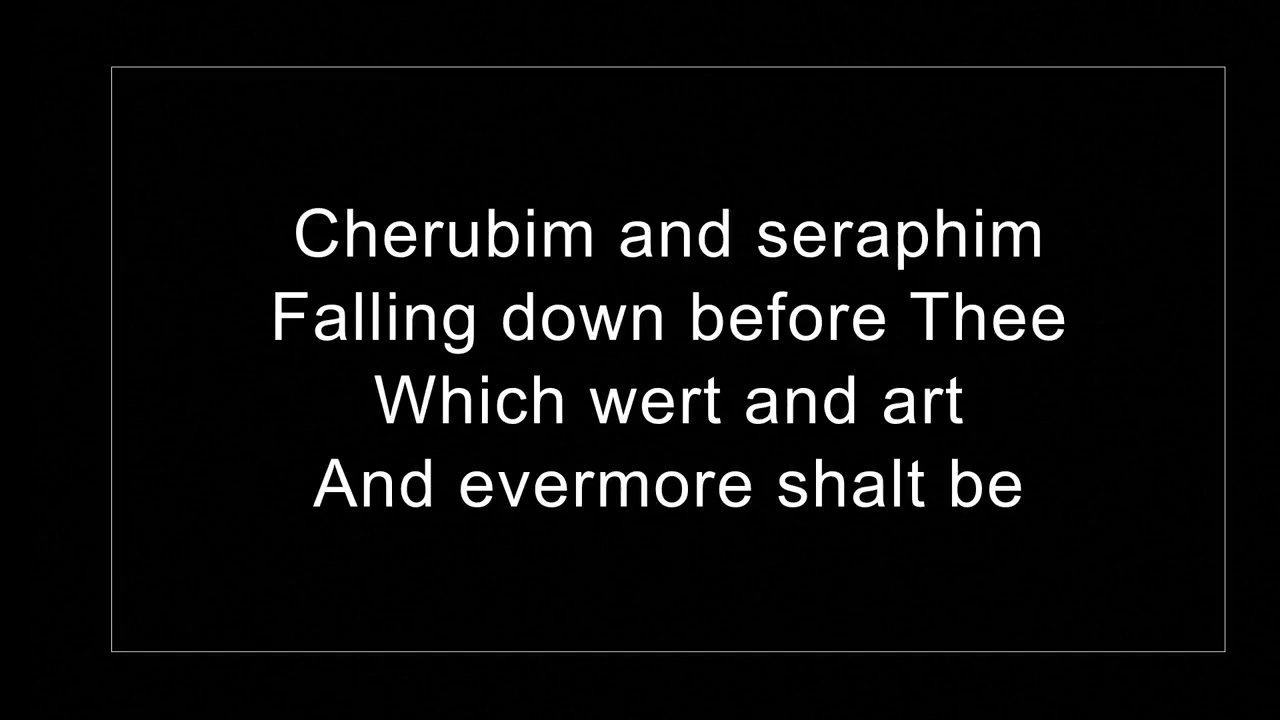 Cherubim and seraphim
Falling down before Thee
Which wert and art
And evermore shalt be